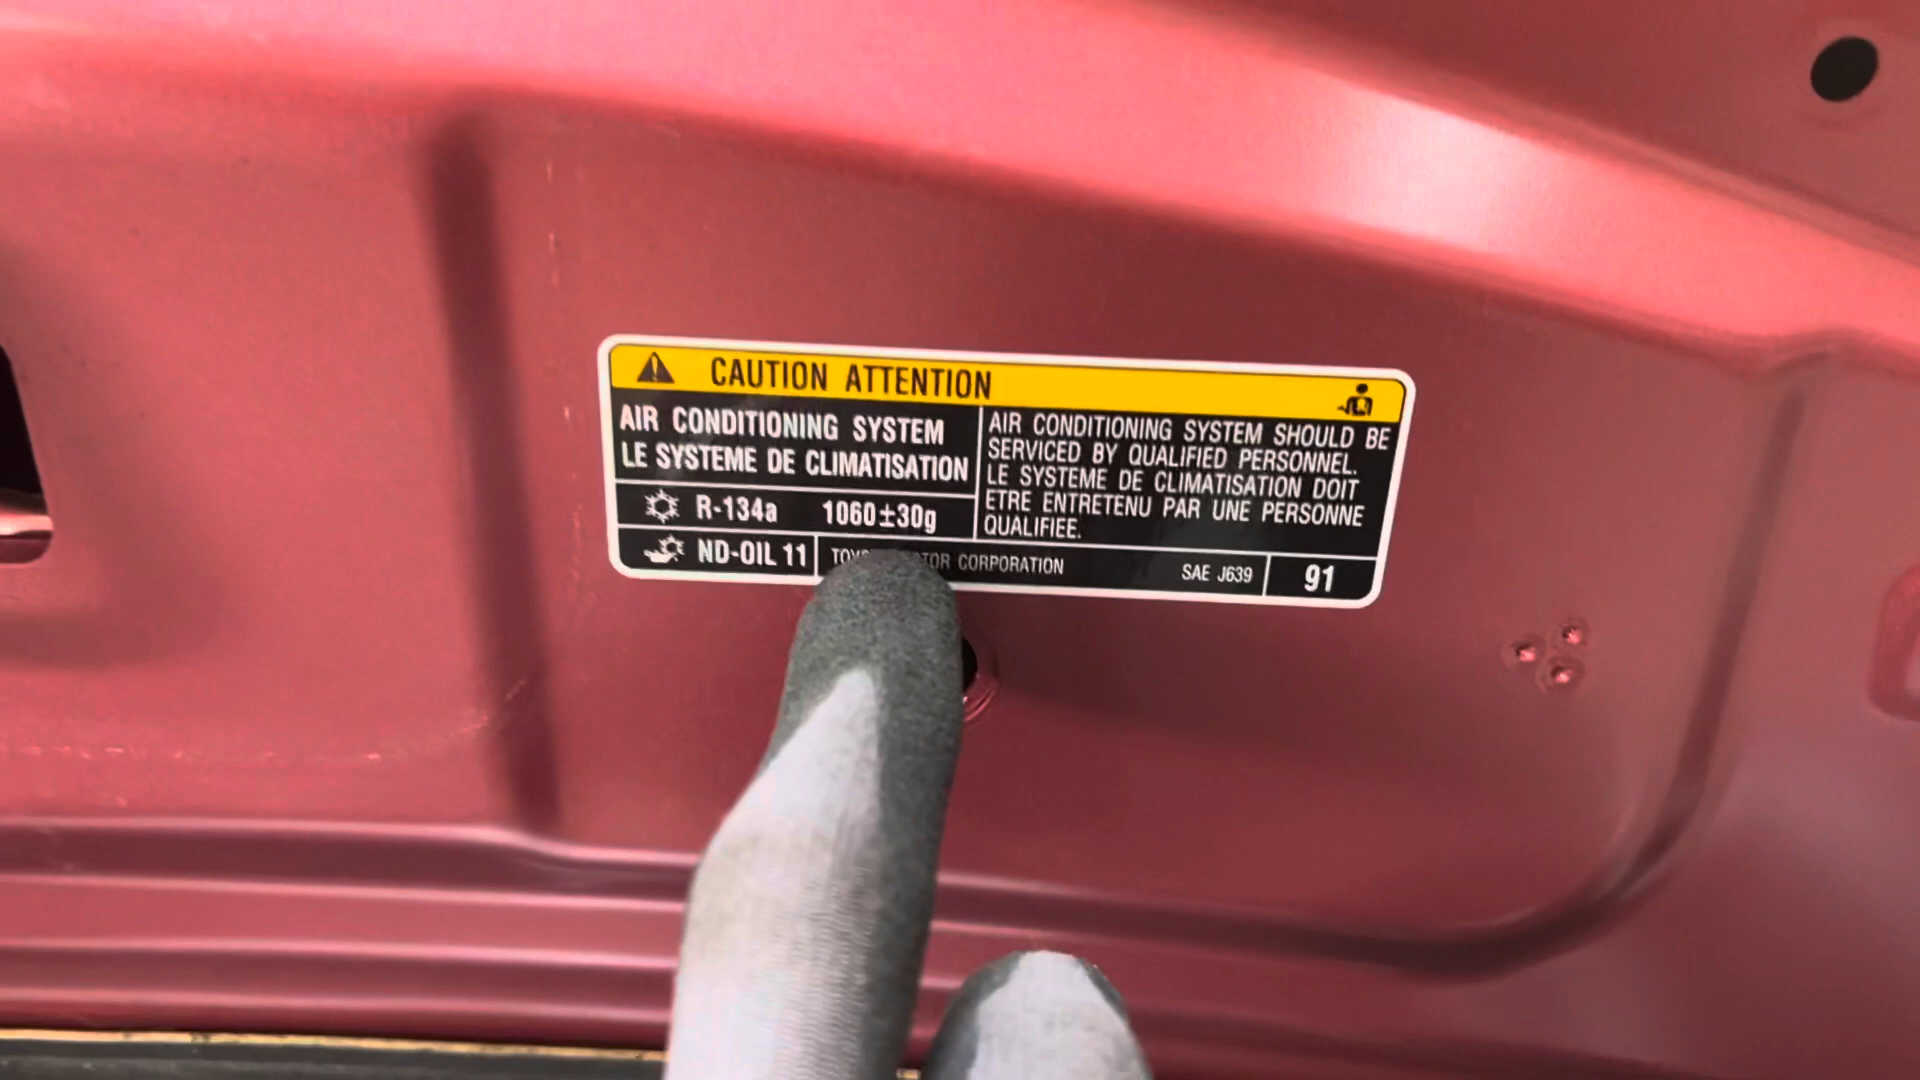 CAUTION ATTENTION
AIR CONDITIONING SYSTEM
LE SYSTEME DE CLIMATISATION
R-134a 1060±30g
ND-OIL 11
AIR CONDITIONING SYSTEM SHOULD BE
SERVICED BY QUALIFIED PERSONNEL.
LE SYSTEME DE CLIMATISATION DOIT
ETRE ENTRETENU PAR UNE PERSONNE
QUALIFIEE.
CORPORATION
SAE J639
91